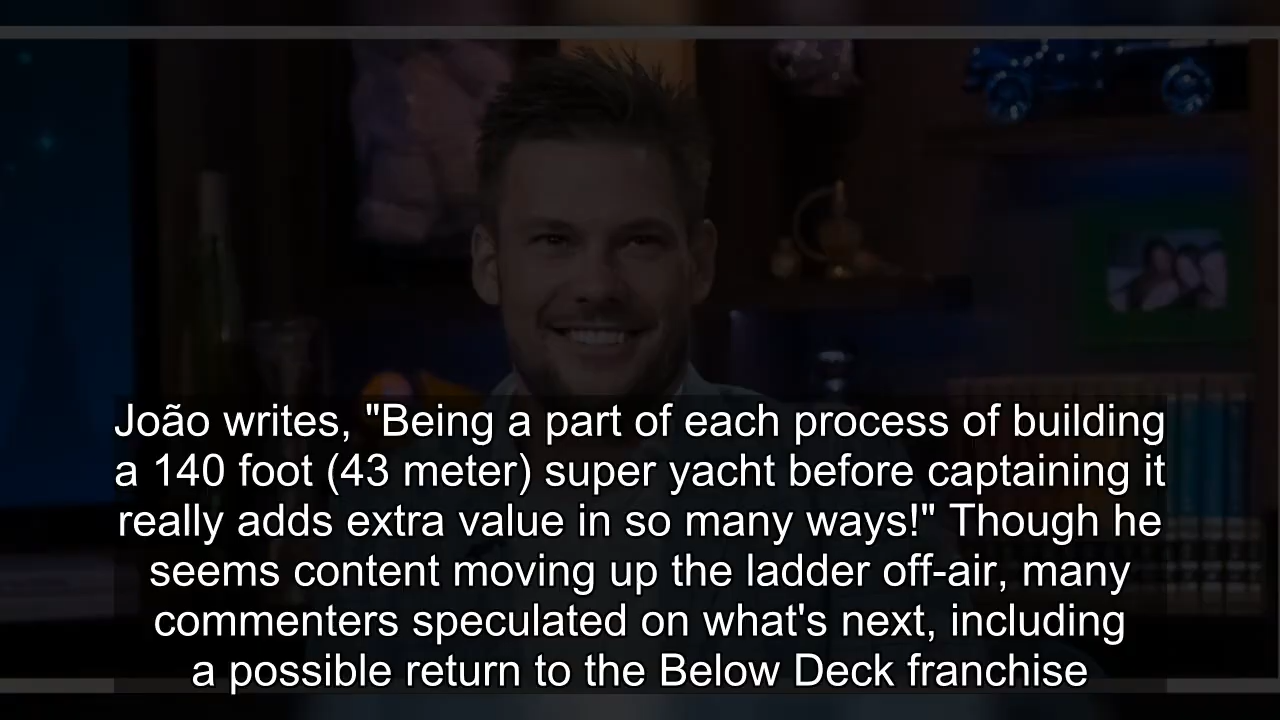 João writes, "Being a part of each process of building
a 140 foot (43 meter) super yacht before captaining it
really adds extra value in so many ways!" Though he
seems content moving up the ladder off-air, many
commenters speculated on what's next, including
a possible return to the Below Deck franchise